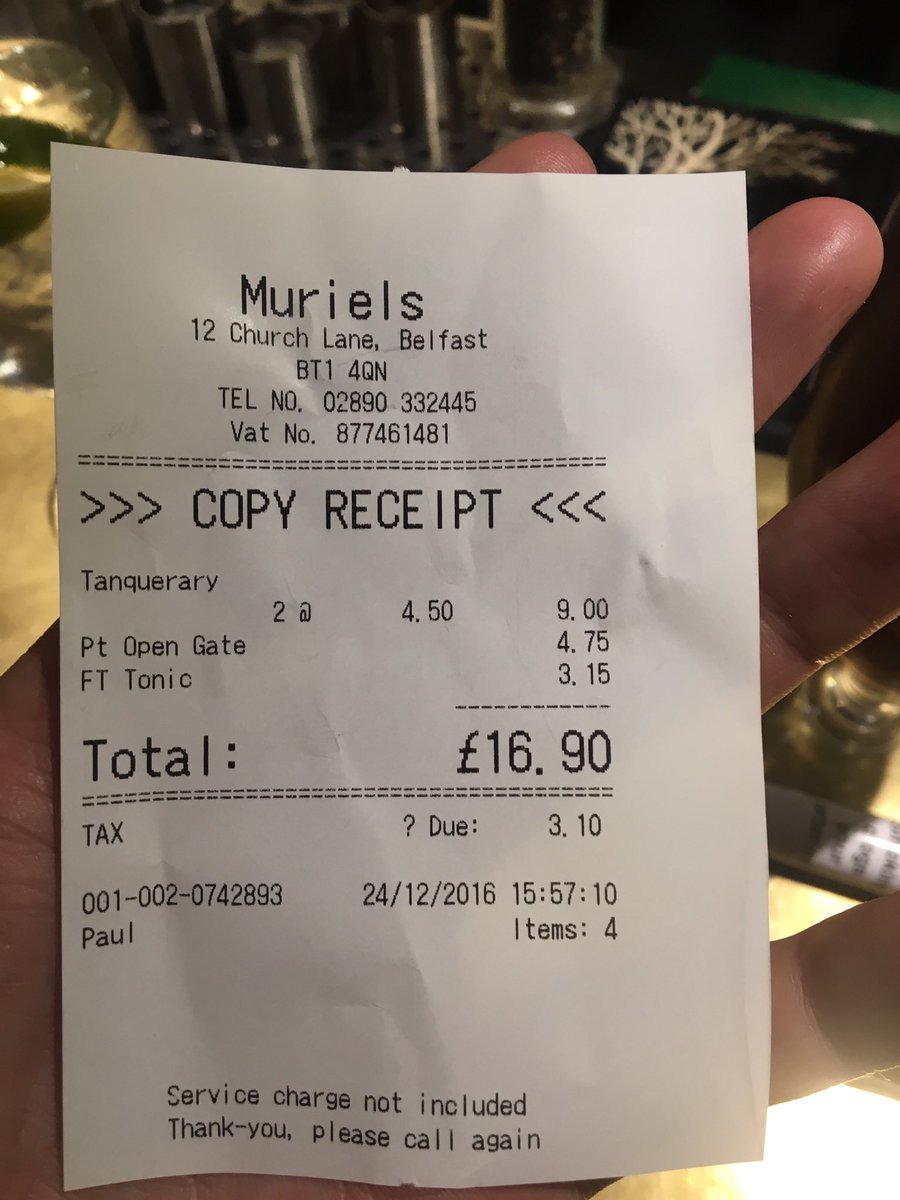 Muriels
12 Church Lane, Belfast
BT1 4QN
TEL NO. 02890 332445
Vat No. 877461481
=========================================
>>> COPY RECEIPT <<<
Tanquerary
2 @ 4.50 9.00
Pt Open Gate 4.75
FT Tonic 3.15
------------
Total: £16.90
=========================================
TAX ? Due: 3.10
001-002-0742893 24/12/2016 15:57:10
Paul Items: 4
Service charge not included
Thank-you, please call again